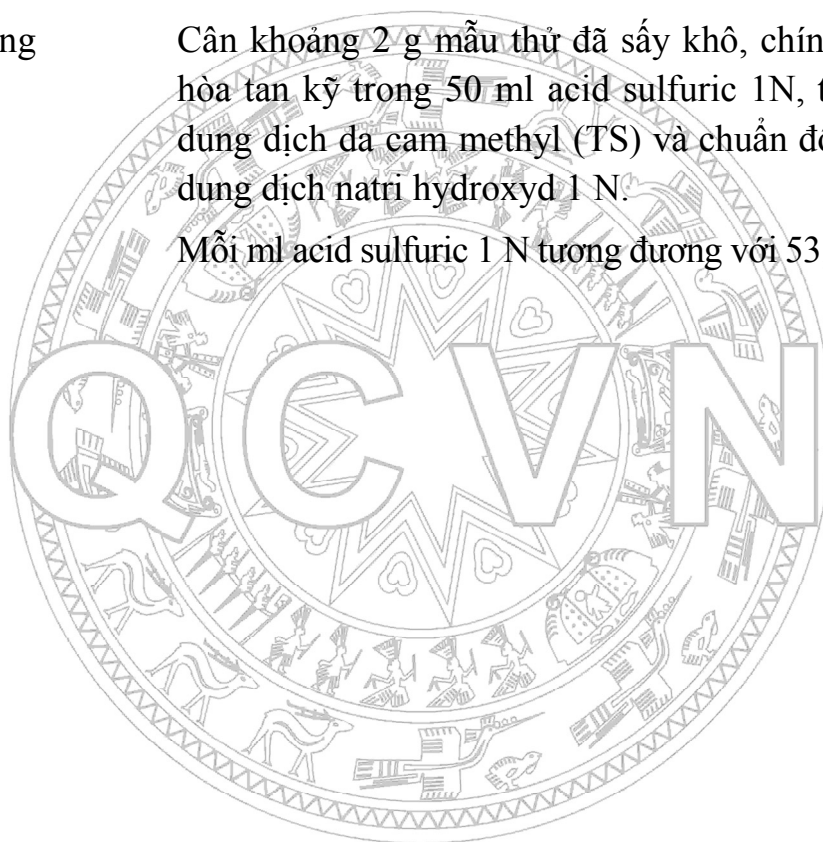 ng Cân khoảng 2 g mẫu thử đã sấy khô, chín
hòa tan kỹ trong 50 ml acid sulfuric 1N, t
dung dịch da cam methyl (TS) và chuẩn độ
dung dịch natri hydroxyd 1 N.
Mỗi ml acid sulfuric 1 N tương đương với 53
QCVN